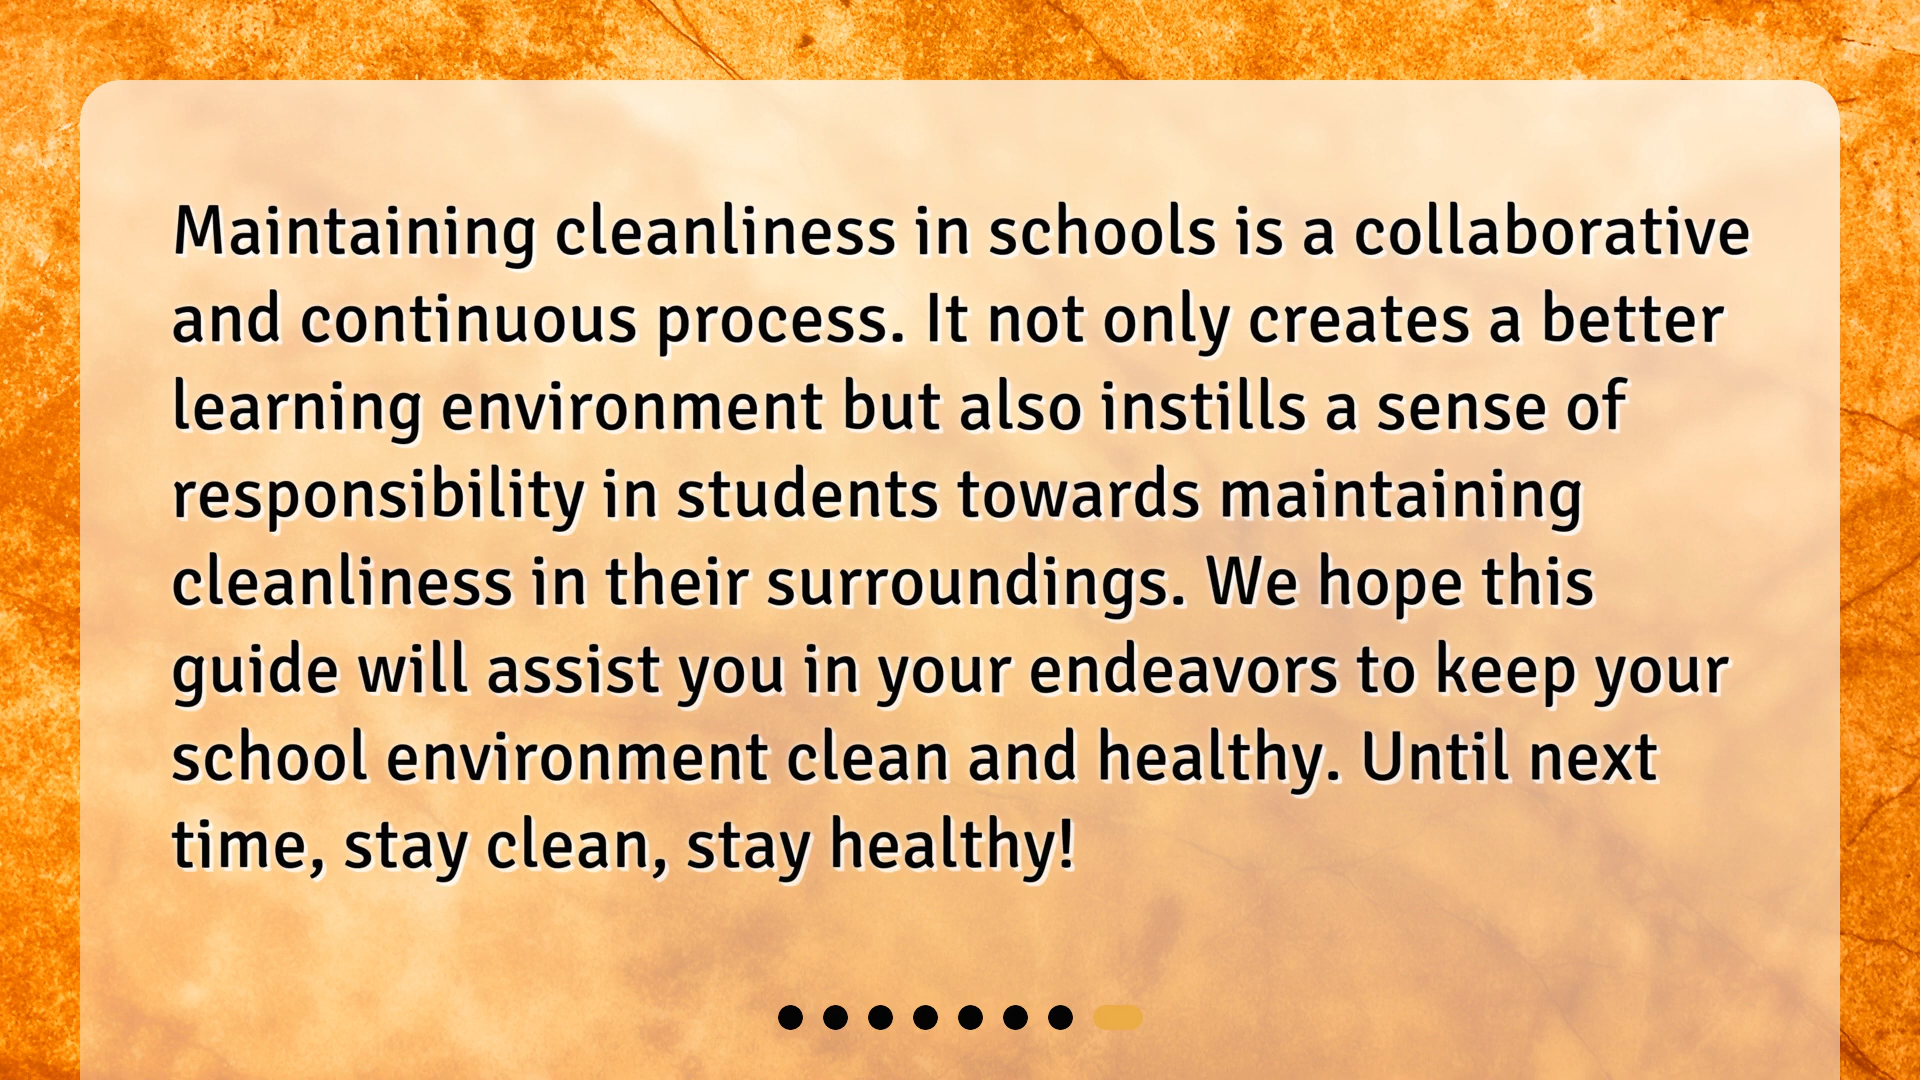 Maintaining cleanliness in schools is a collaborative
and continuous process. It not only creates a better
learning environment but also instills a sense of
responsibility in students towards maintaining
cleanliness in their surroundings. We hope this
guide will assist you in your endeavors to keep your
school environment clean and healthy. Until next
time, stay clean, stay healthy!